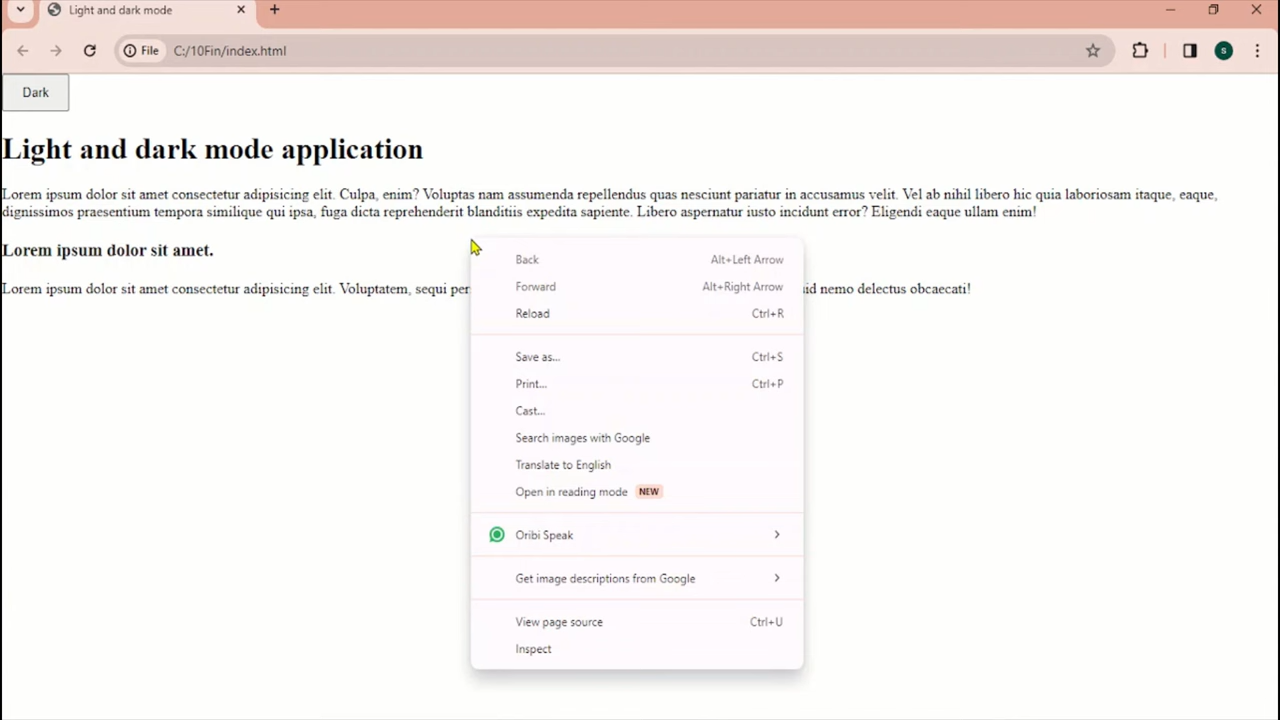 Light and dark mode
File C:/10Fin/index.html
S
Dark
Light and dark mode application
Lorem ipsum dolor sit amet consectetur adipisicing elit. Culpa, enim? Voluptas nam assumenda repellendus quas nesciunt pariatur in accusamus velit. Vel ab nihil libero hic quia laboriosam itaque, eaque,
dignissimos praesentium tempora similique qui ipsa, fuga dicta reprehenderit blanditiis expedita sapiente. Libero aspernatur iusto incidunt error? Eligendi eaque ullam enim!
Lorem ipsum dolor sit amet.
Lorem ipsum dolor sit amet consectetur adipisicing elit. Voluptatem, sequi per nemo delectus obcaecati!
Back Alt+Left Arrow
Forward Alt+Right Arrow
Reload Ctrl+R
Save as... Ctrl+S
Print... Ctrl+P
Cast...
Search images with Google
Translate to English
Open in reading mode NEW
Oribi Speak
Get image descriptions from Google
View page source Ctrl+U
Inspect